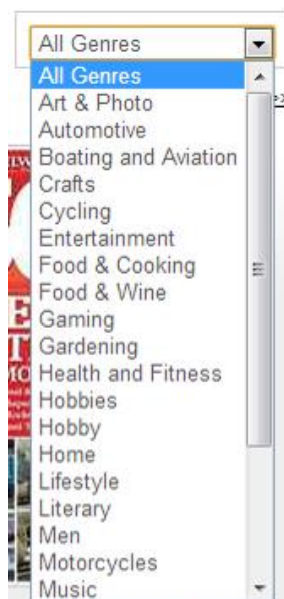 All Genres
All Genres
Art & Photo
Automotive
Boating and Aviation
Crafts
Cycling
Entertainment
Food & Cooking
Food & Wine
Gaming
Gardening
Health and Fitness
Hobbies
Hobby
Home
Lifestyle
Literary
Men
Motorcycles
Music